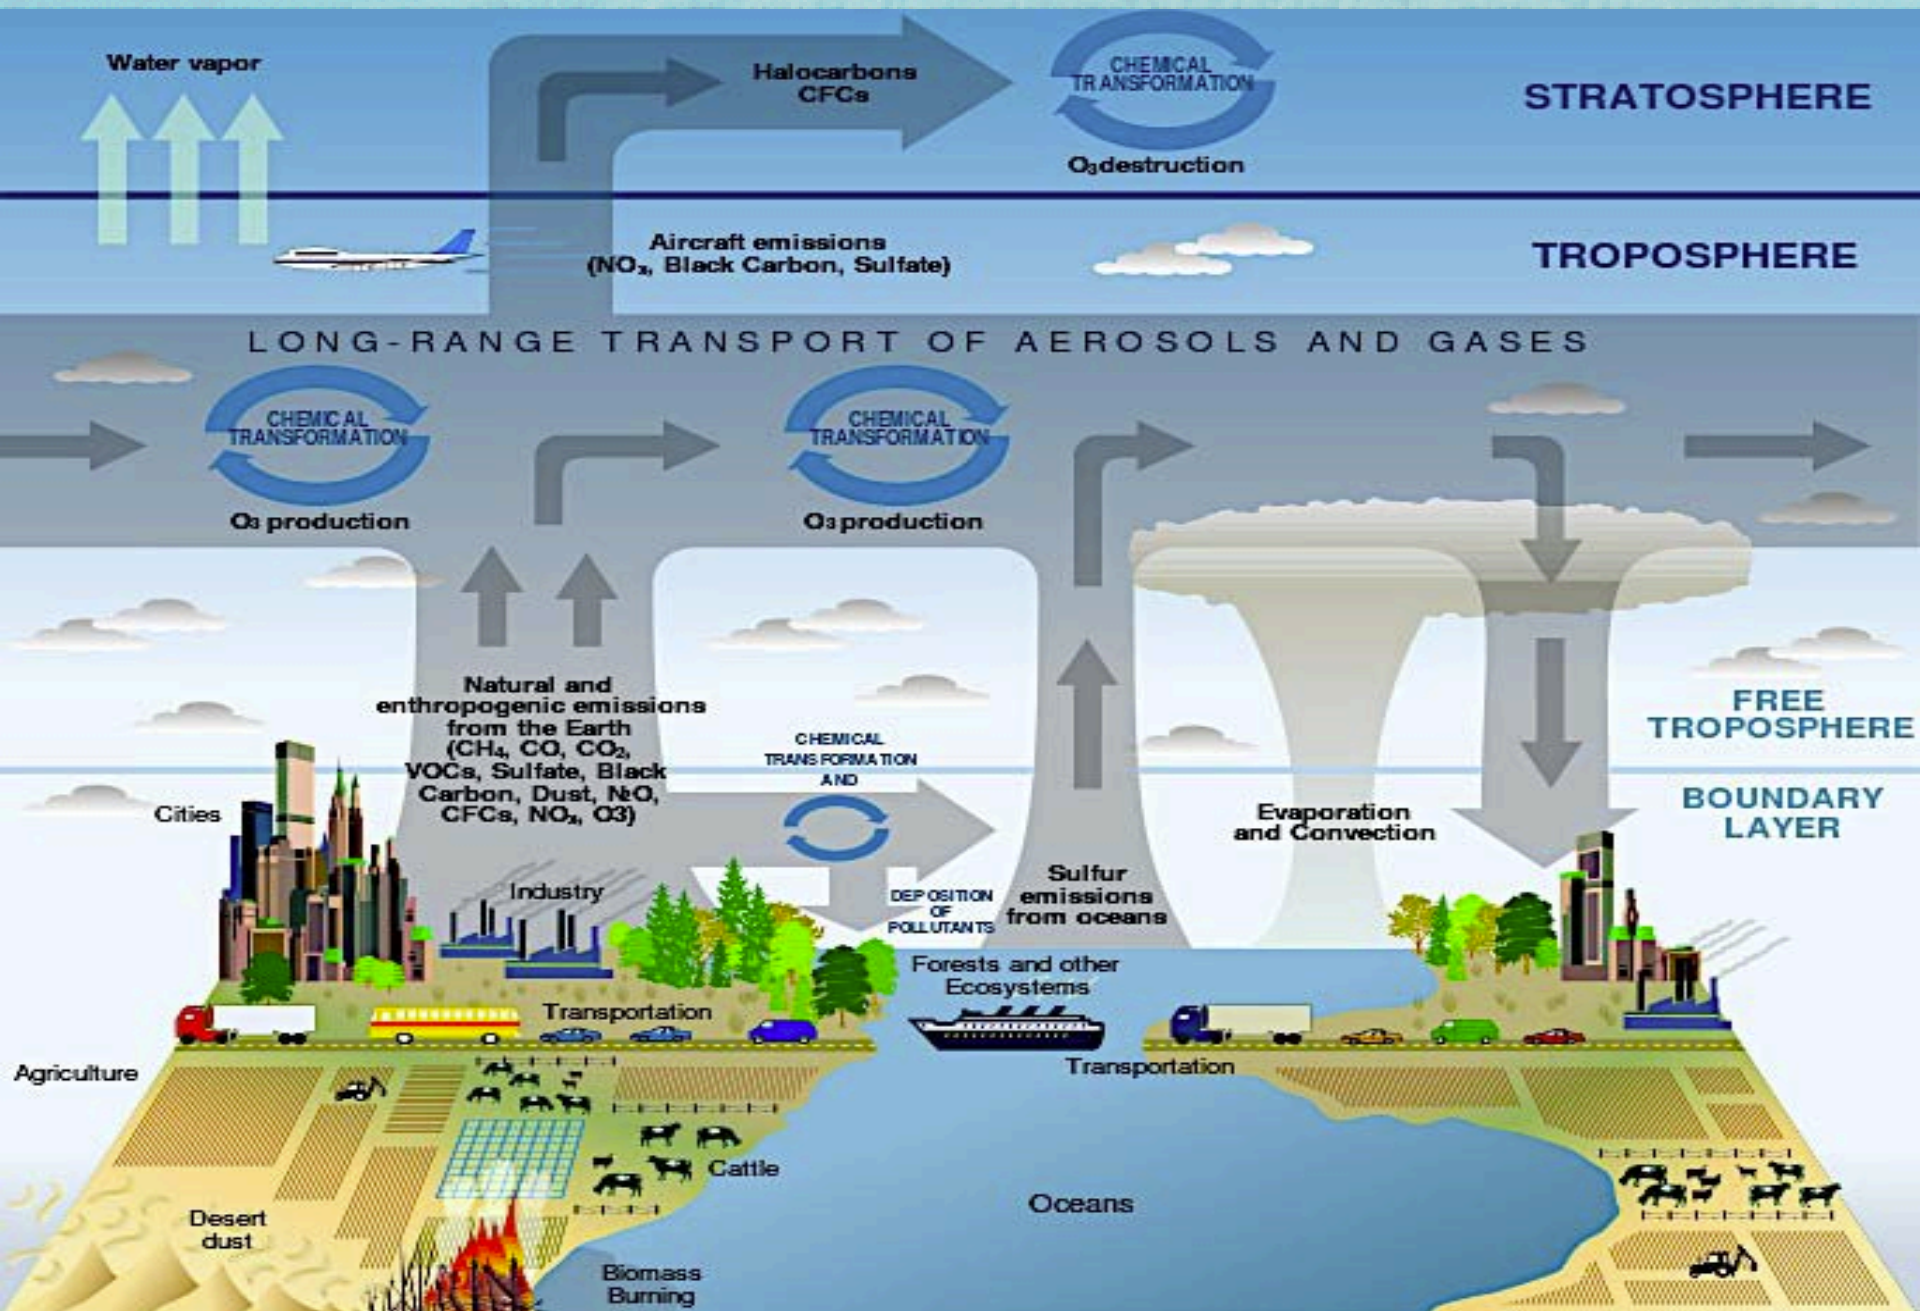 Water vapor
Halocarbons
CFCs
CHEMICAL
TRANSFORMATION
O₃destruction
STRATOSPHERE
Aircraft emissions
(NOₓ, Black Carbon, Sulfate)
TROPOSPHERE
LONG-RANGE TRANSPORT OF AEROSOLS AND GASES
CHEMICAL
TRANSFORMATION
O₃ production
CHEMICAL
TRANSFORMATION
O₃ production
Natural and
enthropogenic emissions
from the Earth
(CH₄, CO, CO₂,
VOCs, Sulfate, Black
Carbon, Dust, N₂O,
CFCs, NOₓ, O3)
CHEMICAL
TRANSFORMATION
AND
DEPOSITION
OF
POLLUTANTS
FREE
TROPOSPHERE
BOUNDARY
LAYER
Cities
Evaporation
and Convection
Industry
Sulfur
emissions
from oceans
Forests and other
Ecosystems
Transportation
Transportation
Agriculture
Cattle
Oceans
Desert
dust
Biomass
Burning